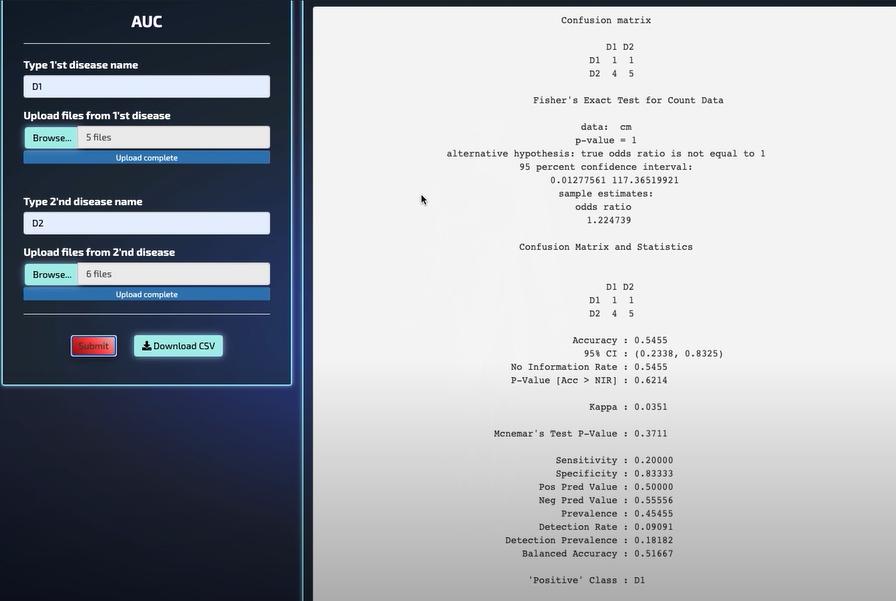 AUC
Type 1'st disease name
D1
Upload files from 1'st disease
Browse... 5 files
Upload complete
Type 2'nd disease name
D2
Upload files from 2'nd disease
Browse... 6 files
Upload complete
Submit Download CSV
Confusion matrix
D1 D2
D1 1 1
D2 4 5
Fisher's Exact Test for Count Data
data: cm
p-value = 1
alternative hypothesis: true odds ratio is not equal to 1
95 percent confidence interval:
0.01277561 117.36519921
sample estimates:
odds ratio
1.224739
Confusion Matrix and Statistics
D1 D2
D1 1 1
D2 4 5
Accuracy : 0.5455
95% CI : (0.2338, 0.8325)
No Information Rate : 0.5455
P-Value [Acc > NIR] : 0.6214
Kappa : 0.0351
Mcnemar's Test P-Value : 0.3711
Sensitivity : 0.20000
Specificity : 0.83333
Pos Pred Value : 0.50000
Neg Pred Value : 0.55556
Prevalence : 0.45455
Detection Rate : 0.09091
Detection Prevalence : 0.18182
Balanced Accuracy : 0.51667
'Positive' Class : D1